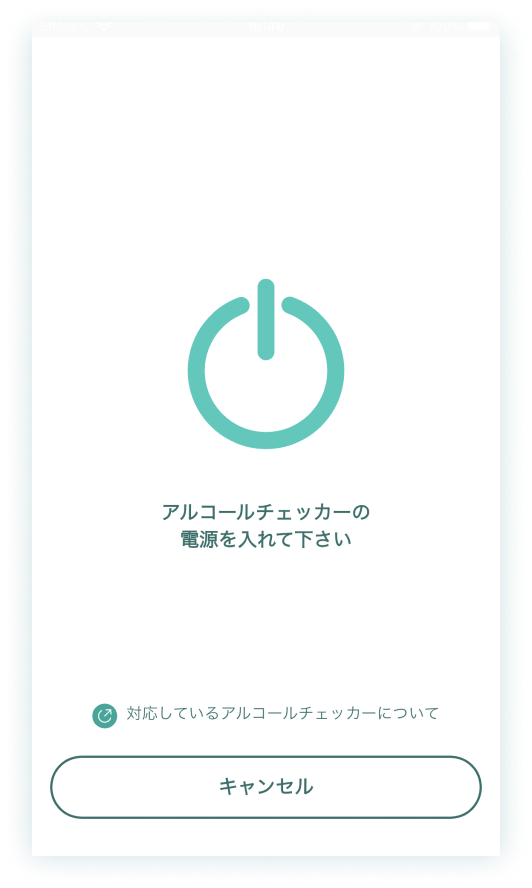 アルコールチェッカーの
電源を入れて下さい
対応しているアルコールチェッカーについて
キャンセル